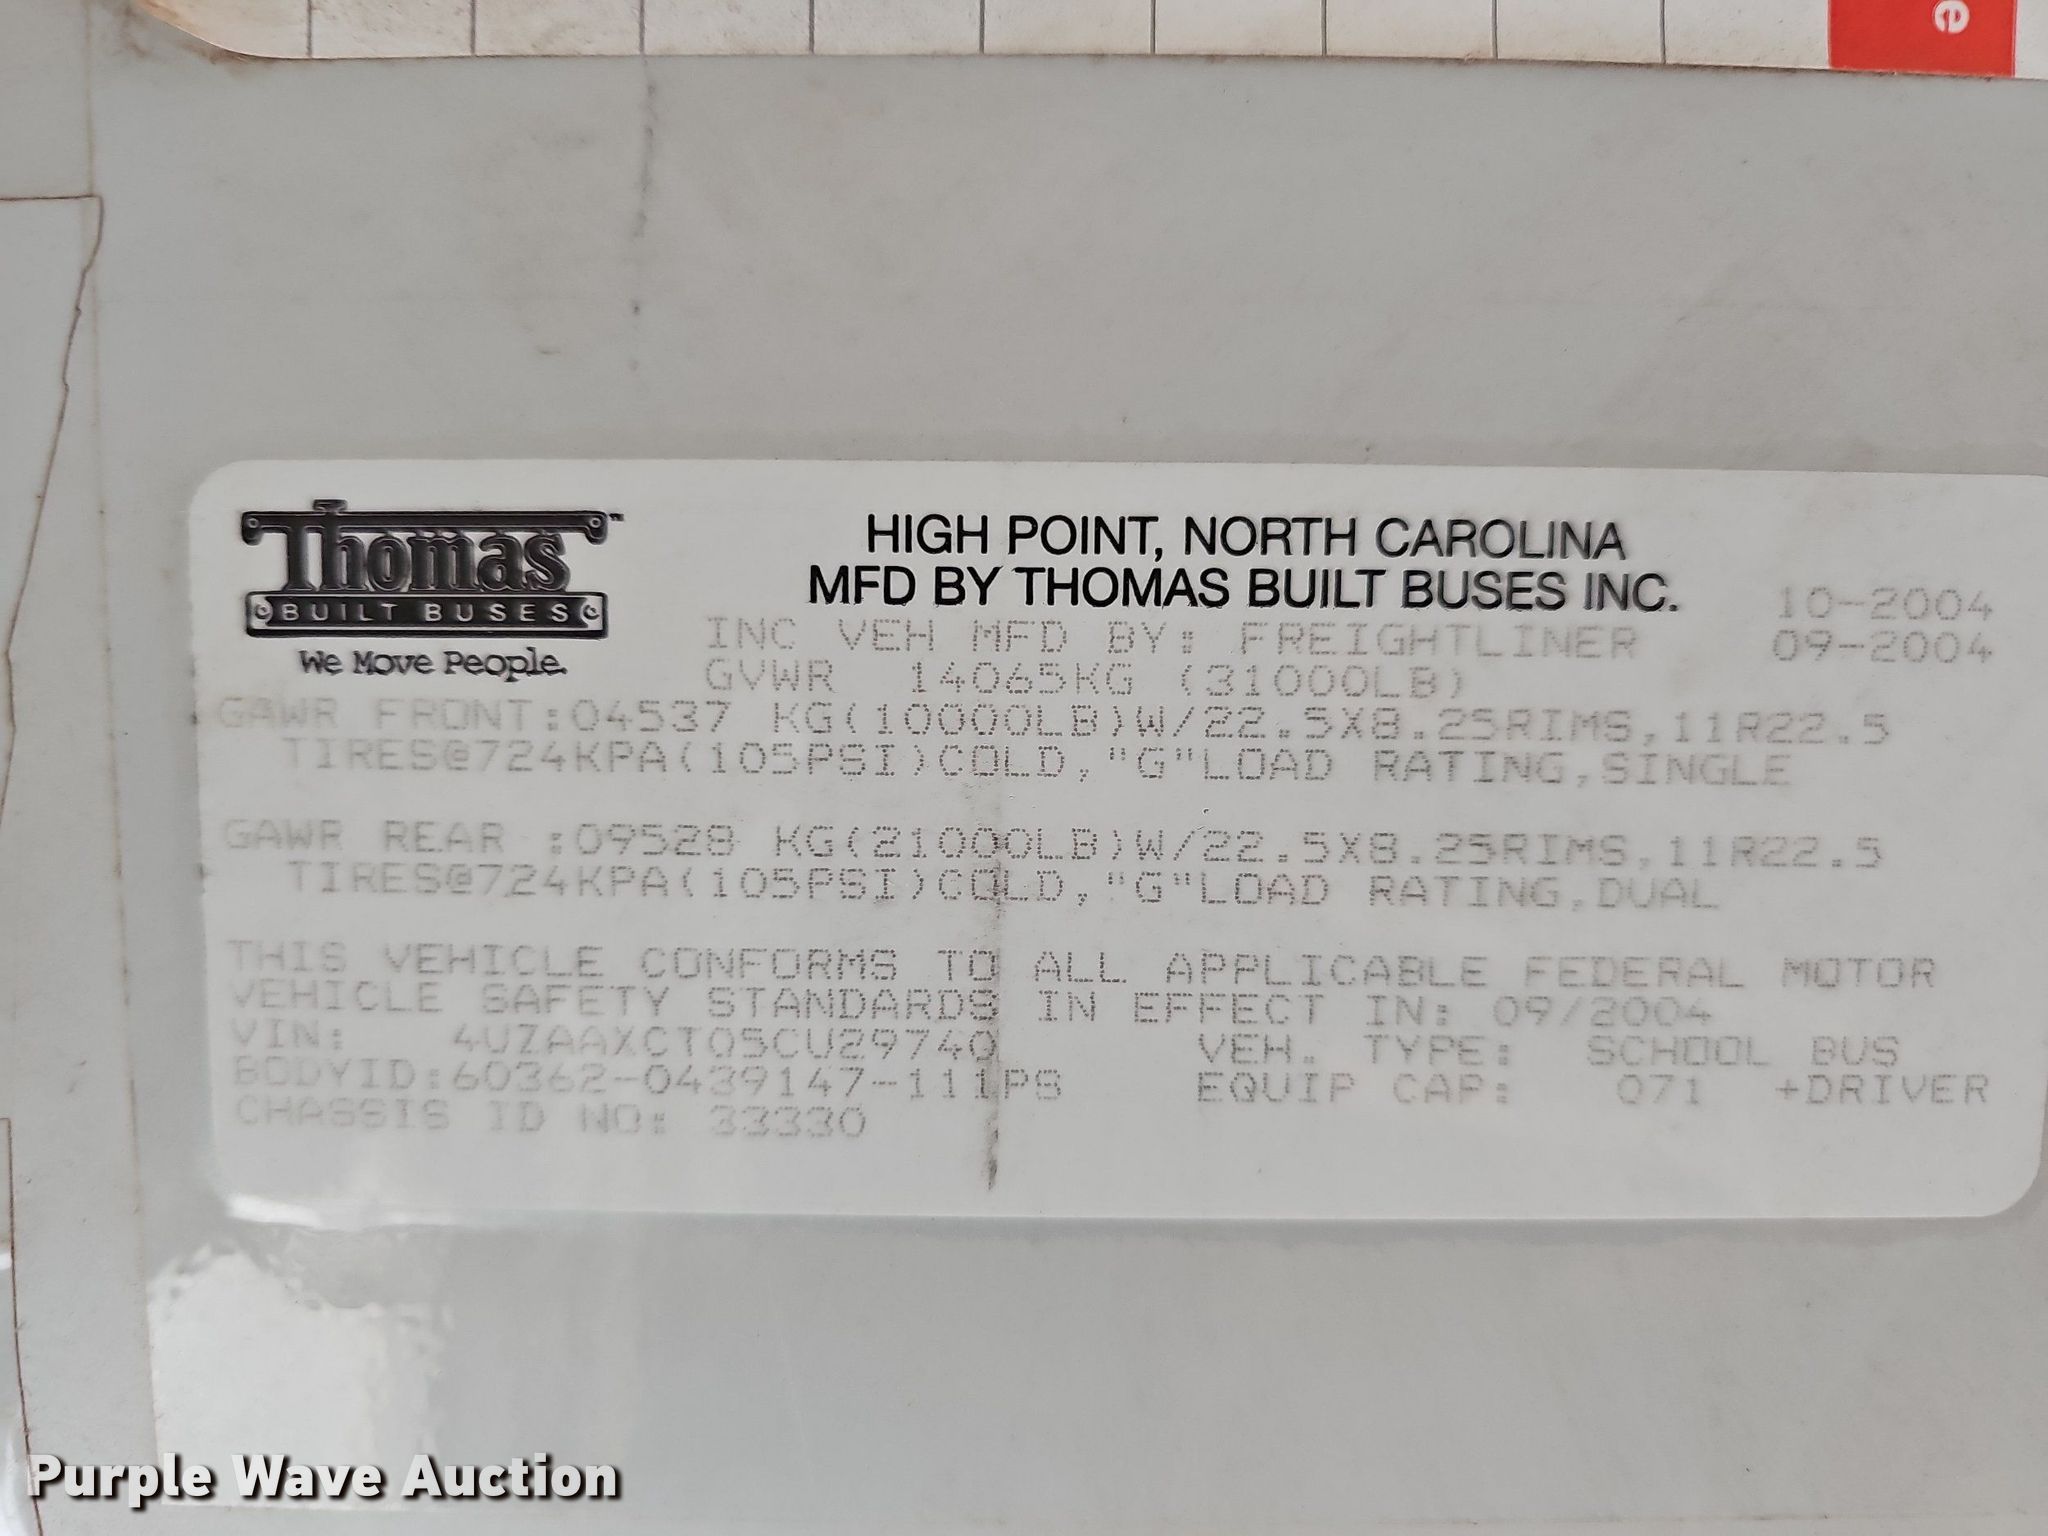 e
Thomas™
BUILT BUSES
We Move People.
HIGH POINT, NORTH CAROLINA
MFD BY THOMAS BUILT BUSES INC. 10-2004
INC VEH MFD BY: FREIGHTLINER 09-2004
GVWR 14065KG (31000LB)
GAWR FRONT:04537 KG(10000LB)W/22.5X8.25RIMS,11R22.5
TIRES@724KPA(105PSI)COLD,"G"LOAD RATING,SINGLE
GAWR REAR :09528 KG(21000LB)W/22.5X8.25RIMS,11R22.5
TIRES@724KPA(105PSI)COLD,"G"LOAD RATING,DUAL
THIS VEHICLE CONFORMS TO ALL APPLICABLE FEDERAL MOTOR
VEHICLE SAFETY STANDARDS IN EFFECT IN: 09/2004
VIN: 4UZAAXCT05CU29740 VEH. TYPE: SCHOOL BUS
BODYID:60362-0439147-111PS EQUIP CAP: 071 +DRIVER
CHASSIS ID NO: 33330
Purple Wave Auction